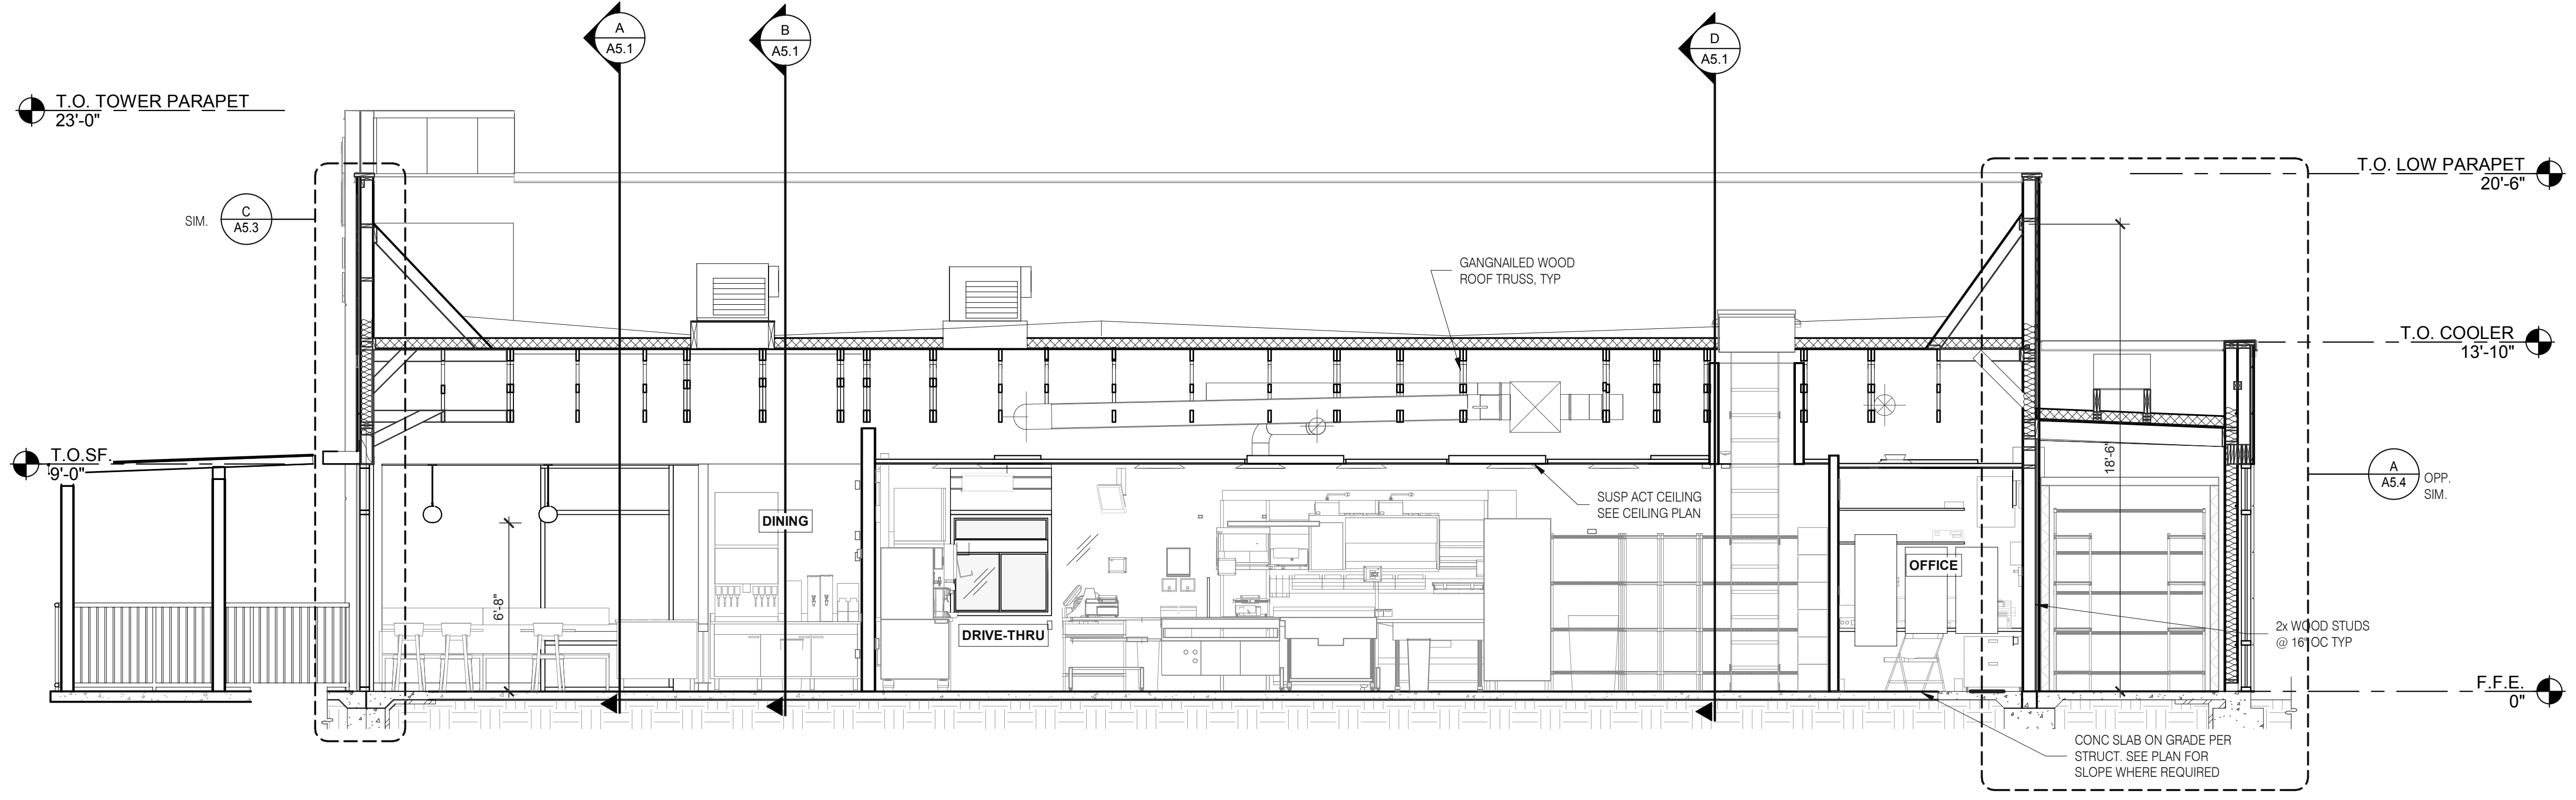 A
A5.1
B
A5.1
D
A5.1
T.O. TOWER PARAPET
23'-0"
T.O. LOW PARAPET
20'-6"
SIM.
C
A5.3
GANGNAILED WOOD
ROOF TRUSS, TYP
T.O. COOLER
13'-10"
T.O.SF.
9'-0"
18'-6"
A
A5.4
OPP.
SIM.
SUSP ACT CEILING
SEE CEILING PLAN
DINING
OFFICE
6'-8"
DRIVE-THRU
2x WOOD STUDS
@ 16" OC TYP
F.F.E.
0"
CONC SLAB ON GRADE PER
STRUCT. SEE PLAN FOR
SLOPE WHERE REQUIRED